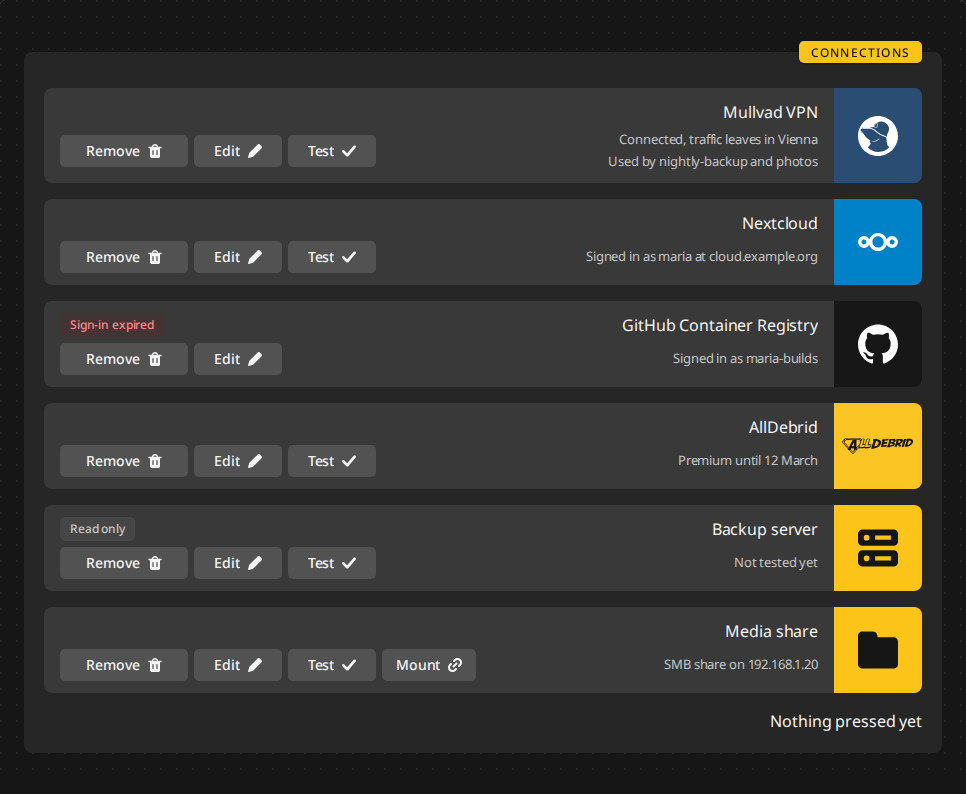 CONNECTIONS
Mullvad VPN
Connected, traffic leaves in Vienna
Used by nightly-backup and photos
Remove Edit Test
Nextcloud
Signed in as maria at cloud.example.org
Remove Edit Test
Sign-in expired
GitHub Container Registry
Signed in as maria-builds
Remove Edit
AllDebrid
Premium until 12 March
Remove Edit Test
ALLDEBRID
Read only
Backup server
Not tested yet
Remove Edit Test
Media share
SMB share on 192.168.1.20
Remove Edit Test Mount
Nothing pressed yet